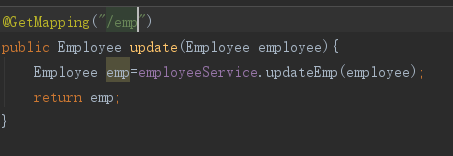 @GetMapping("/emp")
public Employee update(Employee employee){
Employee emp=employeeService.updateEmp(employee);
return emp;
}